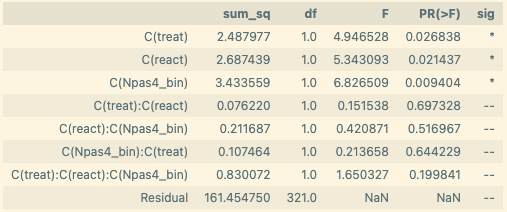 sum_sq df F PR(>F) sig
C(treat) 2.487977 1.0 4.946528 0.026838 *
C(react) 2.687439 1.0 5.343093 0.021437 *
C(Npas4_bin) 3.433559 1.0 6.826509 0.009404 *
C(treat):C(react) 0.076220 1.0 0.151538 0.697328 --
C(react):C(Npas4_bin) 0.211687 1.0 0.420871 0.516967 --
C(Npas4_bin):C(treat) 0.107464 1.0 0.213658 0.644229 --
C(treat):C(react):C(Npas4_bin) 0.830072 1.0 1.650327 0.199841 --
Residual 161.454750 321.0 NaN NaN --